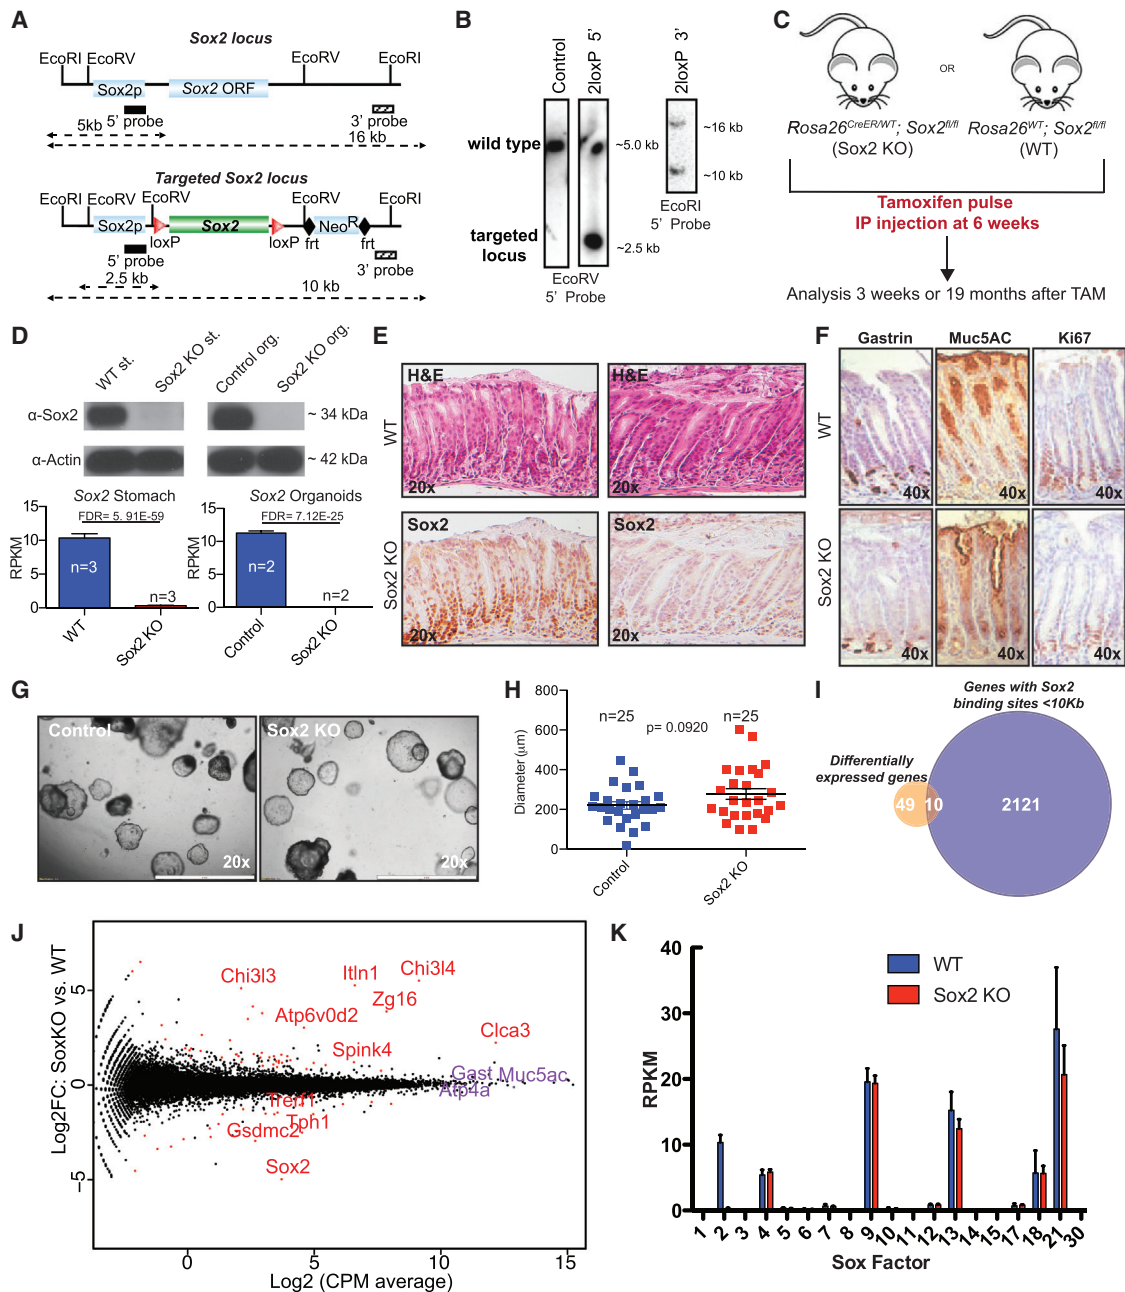 A
Sox2 locus
EcoRI EcoRV EcoRV EcoRI
Sox2p Sox2 ORF
5' probe 3' probe
5kb 16 kb
Targeted Sox2 locus
EcoRI EcoRV EcoRV EcoRV EcoRI
Sox2p Sox2 NeoR
loxP loxP frt frt
5' probe 3' probe
2.5 kb
10 kb
B
Control
2loxP 5'
2loxP 3'
wild type
~5.0 kb
~16 kb
~10 kb
targeted
locus
~2.5 kb
EcoRV
5' Probe
EcoRI
5' Probe
C
OR
Rosa26CreER/WT; Sox2fl/fl
(Sox2 KO)
Rosa26WT; Sox2fl/fl
(WT)
Tamoxifen pulse
IP injection at 6 weeks
Analysis 3 weeks or 19 months after TAM
D
WT st.
Sox2 KO st.
Control org.
Sox2 KO org.
α-Sox2
~ 34 kDa
α-Actin
~ 42 kDa
Sox2 Stomach
FDR= 5. 91E-59
RPKM
15
10
5
0
n=3
n=3
WT
Sox2 KO
Sox2 Organoids
FDR= 7.12E-25
RPKM
15
10
5
0
n=2
n=2
Control
Sox2 KO
E
WT
H&E
20x
H&E
20x
Sox2 KO
Sox2
20x
Sox2
20x
F
Gastrin Muc5AC Ki67
WT
40x 40x 40x
Sox2 KO
40x 40x 40x
G
Control
20x
Sox2 KO
20x
H
Diameter (µm)
800
600
400
200
0
n=25
p= 0.0920
n=25
Control
Sox2 KO
I
Genes with Sox2
binding sites <10Kb
Differentially
expressed genes
49 10 2121
J
Log2FC: SoxKO vs. WT
5
0
−5
Chi3l3
Itln1
Chi3l4
Zg16
Atp6v0d2
Clca3
Spink4
Gast Muc5ac
Atp4a
Trem1
Tph1
Gsdmc2
Sox2
0 5 10 15
Log2 (CPM average)
K
RPKM
40
30
20
10
0
WT
Sox2 KO
1 2 3 4 5 6 7 8 9 10 11 12 13 14 15 17 18 21 30
Sox Factor